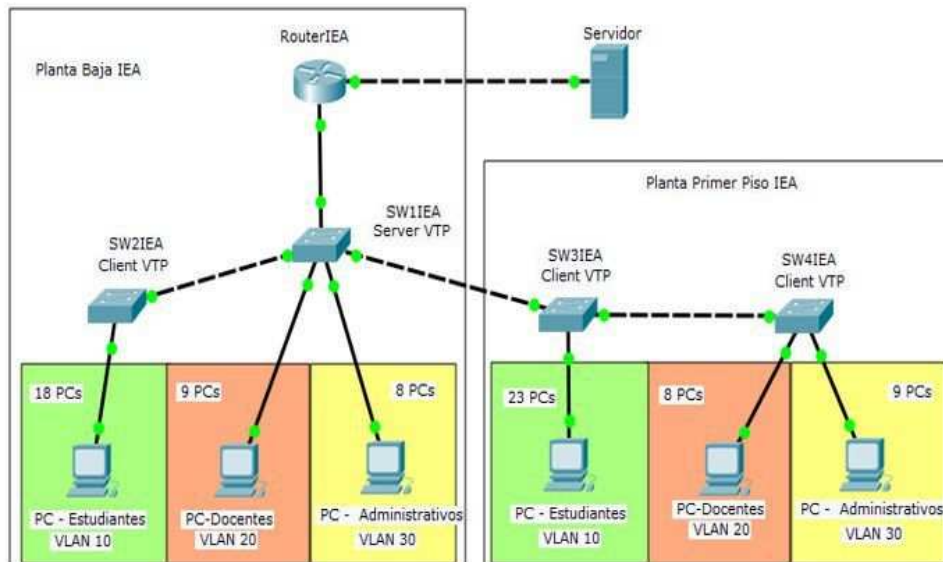 Planta Baja IEA
RouterIEA
Servidor
SW1IEA
Server VTP
SW2IEA
Client VTP
18 PCs
9 PCs
8 PCs
PC - Estudiantes
VLAN 10
PC-Docentes
VLAN 20
PC - Administrativos
VLAN 30
Planta Primer Piso IEA
SW3IEA
Client VTP
SW4IEA
Client VTP
23 PCs
8 PCs
9 PCs
PC - Estudiantes
VLAN 10
PC-Docentes
VLAN 20
PC - Administrativos
VLAN 30